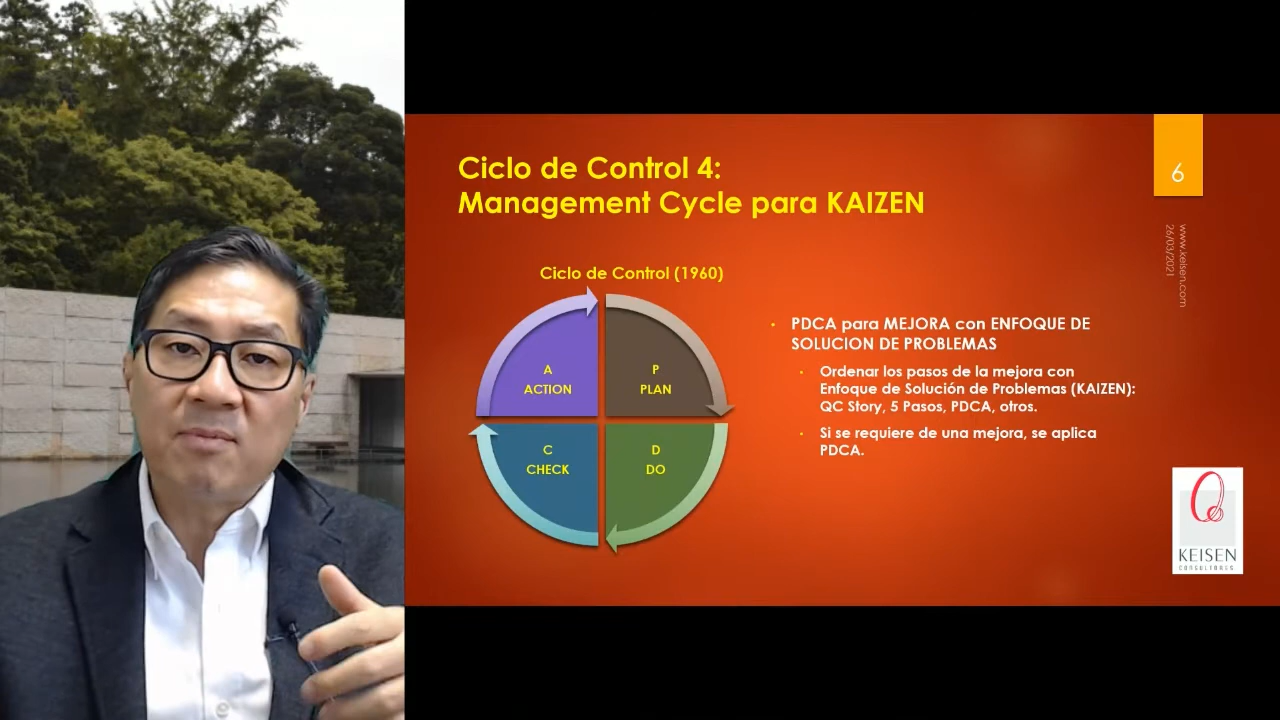 Ciclo de Control 4:
Management Cycle para KAIZEN
6
www.keisen.com
26/03/2021
Ciclo de Control (1960)
A
ACTION
P
PLAN
C
CHECK
D
DO
• PDCA para MEJORA con ENFOQUE DE
SOLUCION DE PROBLEMAS
• Ordenar los pasos de la mejora con
Enfoque de Solución de Problemas (KAIZEN):
QC Story, 5 Pasos, PDCA, otros.
• Si se requiere de una mejora, se aplica
PDCA.
KEISEN
CONSULTORES